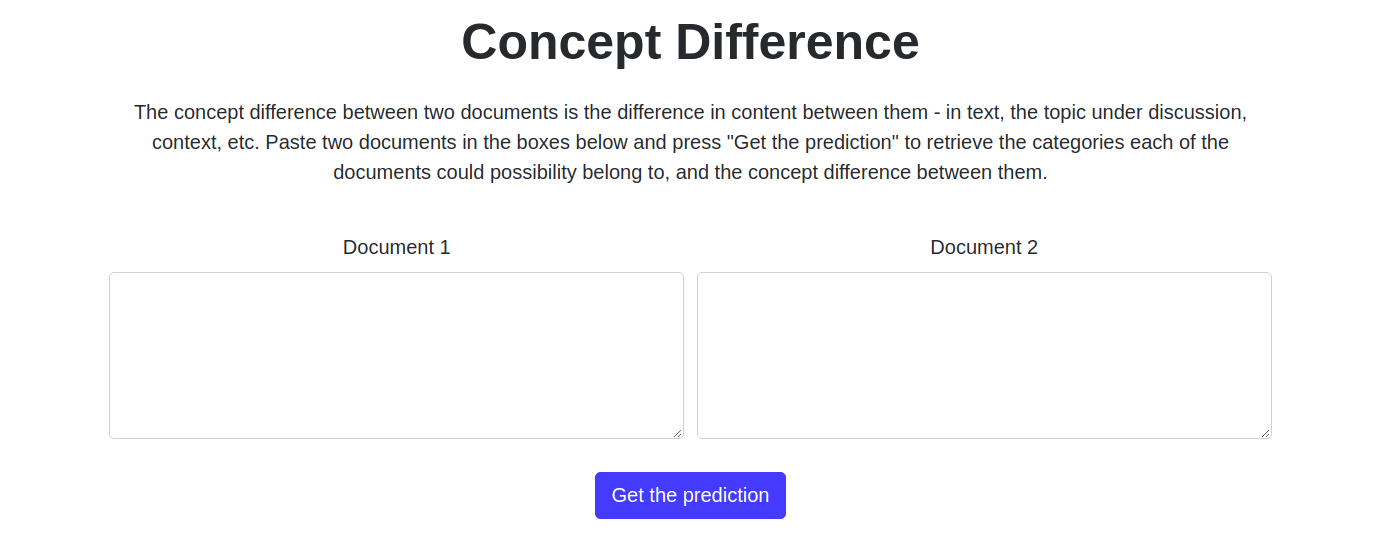 Concept Difference
The concept difference between two documents is the difference in content between them - in text, the topic under discussion,
context, etc. Paste two documents in the boxes below and press "Get the prediction" to retrieve the categories each of the
documents could possibility belong to, and the concept difference between them.
Document 1
Document 2
Get the prediction